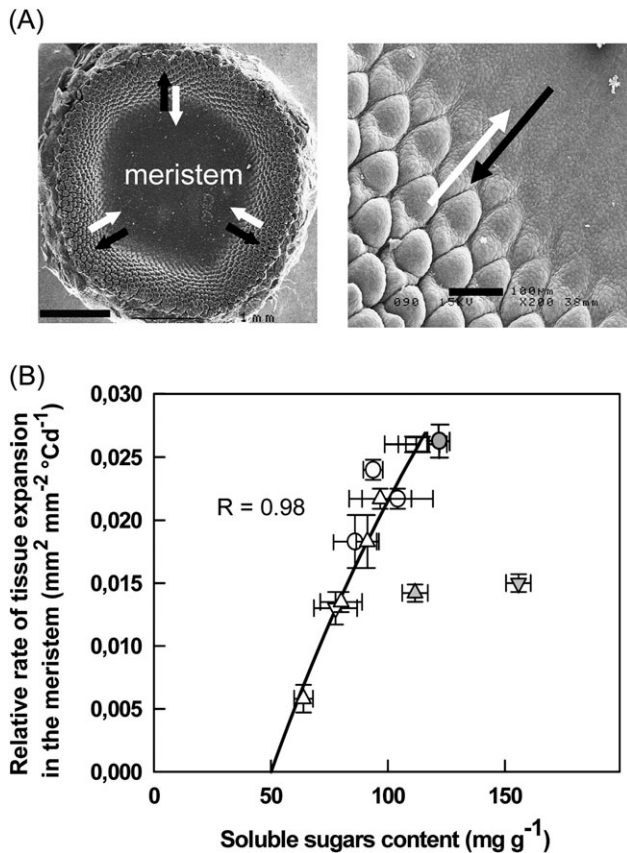 (A)
meristem
1 mm
100µm
090 15KV X200 38mm
(B)
Relative rate of tissue expansion
in the meristem (mm² mm⁻² °Cd⁻¹)
0,030
0,025
0,020
0,015
0,010
0,005
0,000
R = 0.98
0 50 100 150
Soluble sugars content (mg g⁻¹)